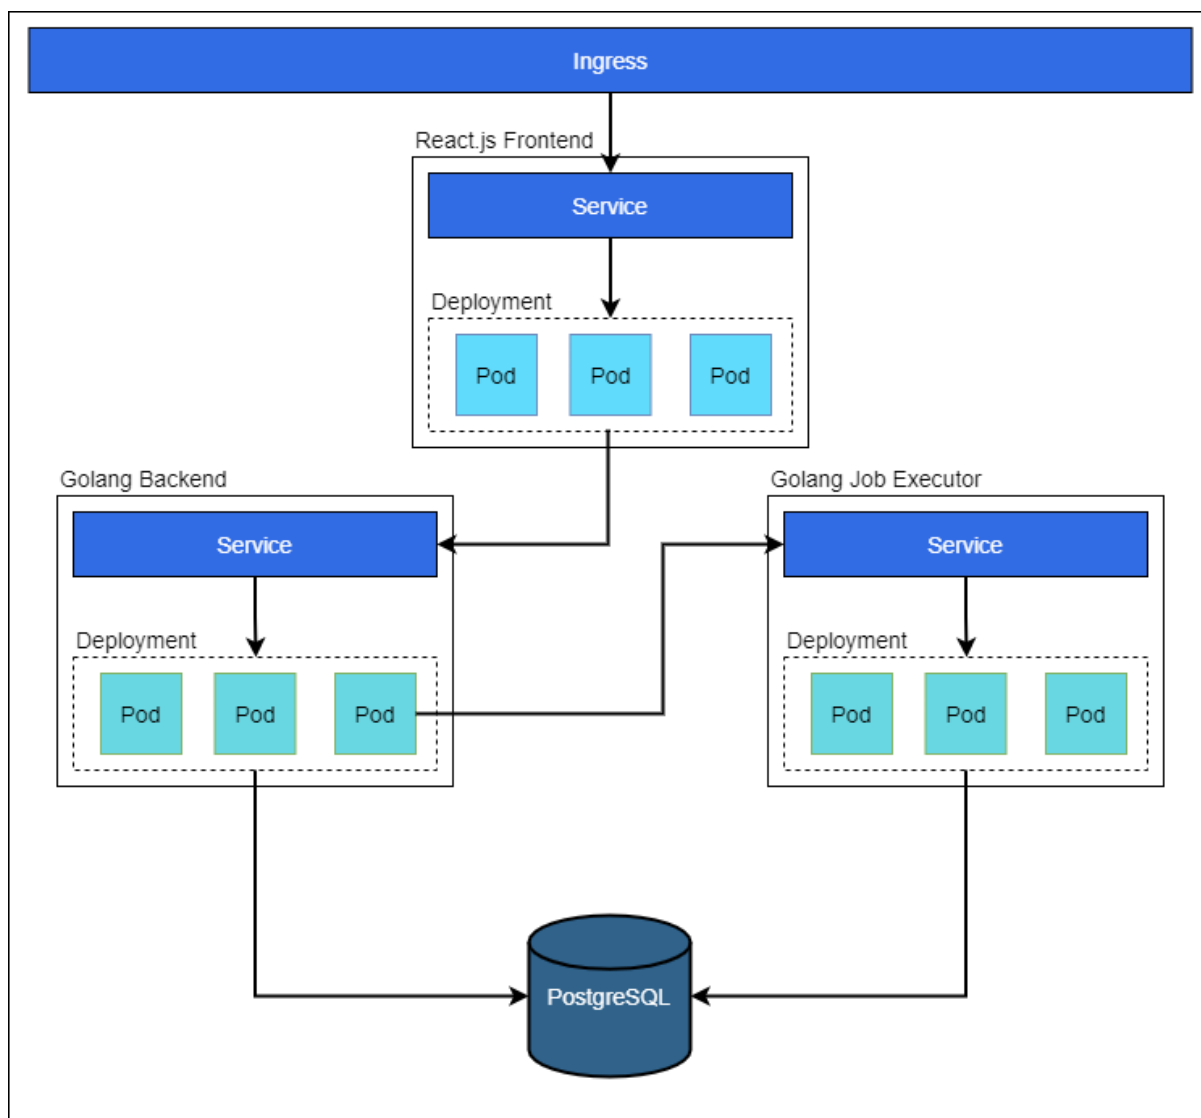 Ingress
React.js Frontend
Service
Deployment
Pod Pod Pod
Golang Backend
Service
Deployment
Pod Pod Pod
Golang Job Executor
Service
Deployment
Pod Pod Pod
PostgreSQL